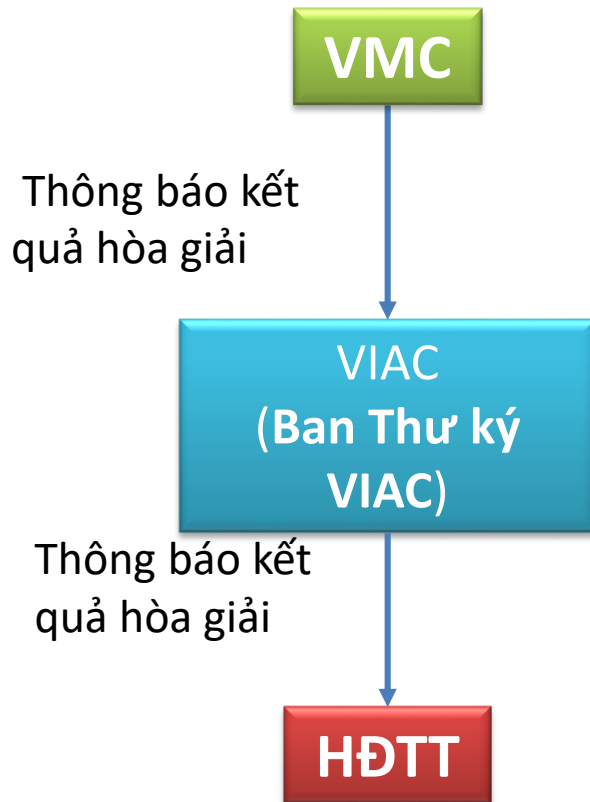 VMC
Thông báo kết
quả hòa giải
VIAC
(Ban Thư ký
VIAC)
Thông báo kết
quả hòa giải
HĐTT